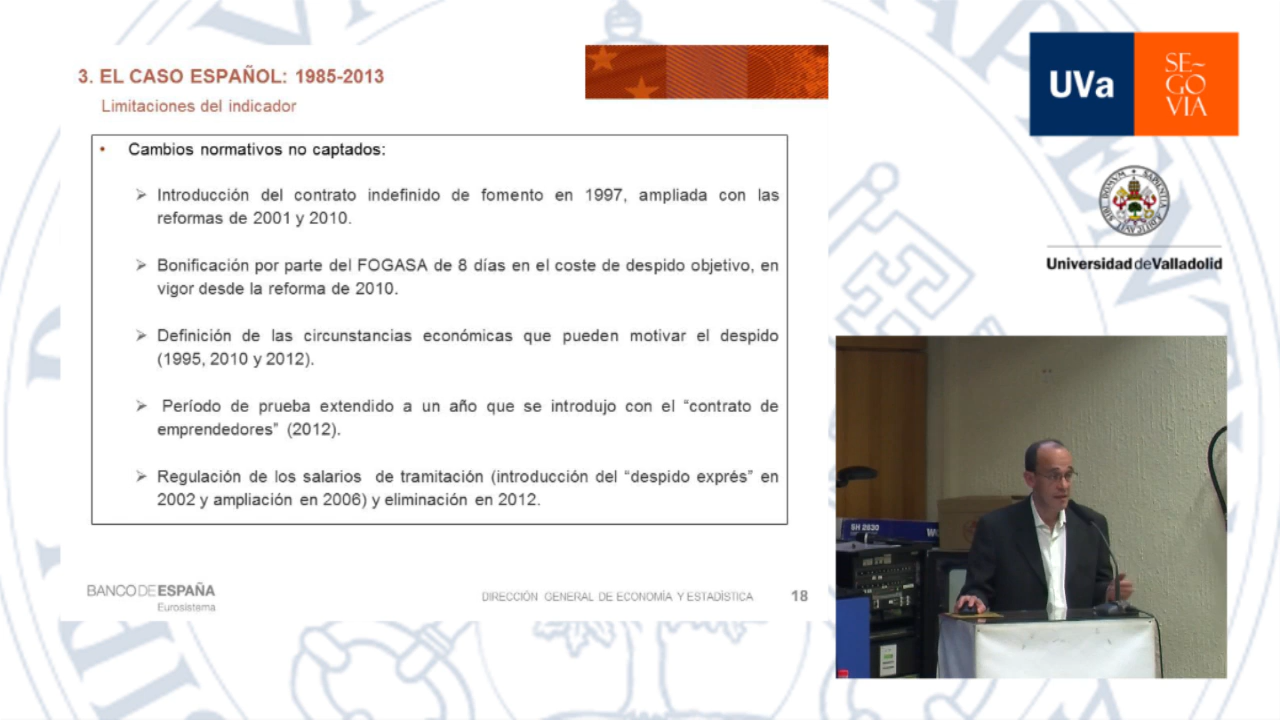 3. EL CASO ESPAÑOL: 1985-2013
Limitaciones del indicador
• Cambios normativos no captados:
➢ Introducción del contrato indefinido de fomento en 1997, ampliada con las
reformas de 2001 y 2010.
➢ Bonificación por parte del FOGASA de 8 días en el coste de despido objetivo, en
vigor desde la reforma de 2010.
➢ Definición de las circunstancias económicas que pueden motivar el despido
(1995, 2010 y 2012).
➢ Período de prueba extendido a un año que se introdujo con el “contrato de
emprendedores” (2012).
➢ Regulación de los salarios de tramitación (introducción del “despido exprés” en
2002 y ampliación en 2006) y eliminación en 2012.
BANCO DE ESPAÑA
Eurosistema
DIRECCIÓN GENERAL DE ECONOMÍA Y ESTADÍSTICA
18
UVa
SE~
GO
VIA
Universidad de Valladolid